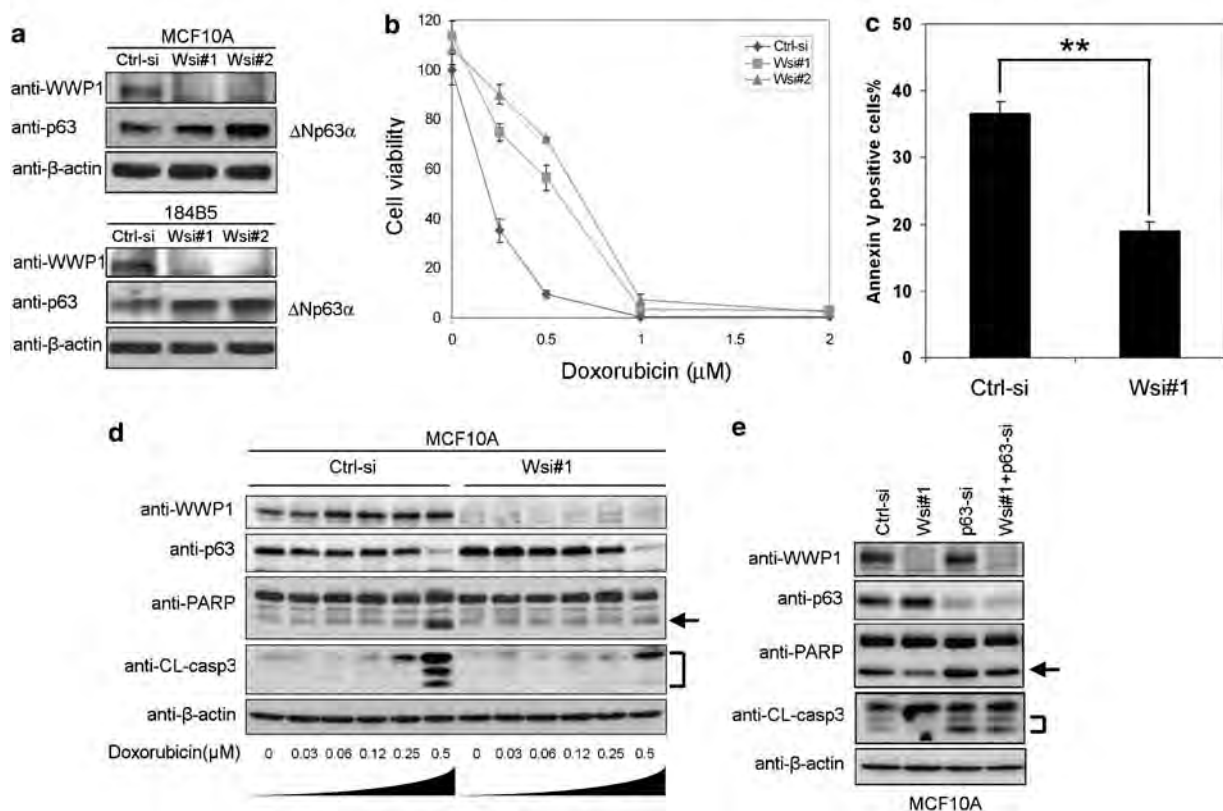 a
MCF10A
Ctrl-si Wsi#1 Wsi#2
anti-WWP1
anti-p63
ΔNp63α
anti-β-actin
184B5
Ctrl-si Wsi#1 Wsi#2
anti-WWP1
anti-p63
ΔNp63α
anti-β-actin
b
Cell viability
120
100
80
60
40
20
0
0 0.5 1 1.5 2
Doxorubicin (μM)
Ctrl-si
Wsi#1
Wsi#2
c
Annexin V positive cells%
50
40
30
20
10
0
**
Ctrl-si Wsi#1
d
MCF10A
Ctrl-si Wsi#1
anti-WWP1
anti-p63
anti-PARP
anti-CL-casp3
anti-β-actin
Doxorubicin(μM) 0 0.03 0.06 0.12 0.25 0.5 0 0.03 0.06 0.12 0.25 0.5
e
Ctrl-si
Wsi#1
p63-si
Wsi#1+p63-si
anti-WWP1
anti-p63
anti-PARP
anti-CL-casp3
anti-β-actin
MCF10A